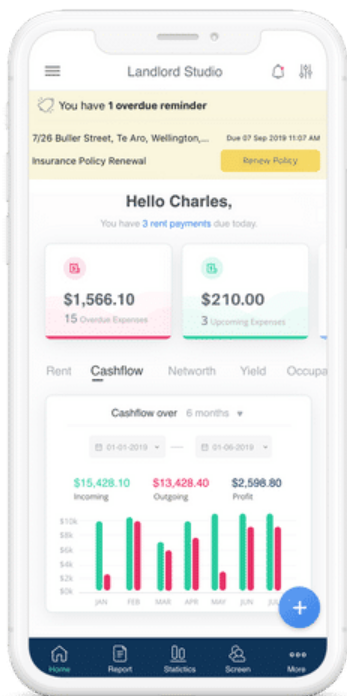 Landlord Studio
You have 1 overdue reminder
7/26 Buller Street, Te Aro, Wellington,... Due 07 Sep 2019 11:07 AM
Insurance Policy Renewal Renew Policy
Hello Charles,
You have 3 rent payments due today.
$1,566.10 $210.00
15 Overdue Expenses 3 Upcoming Expenses
Rent Cashflow Networth Yield Occupa
Cashflow over 6 months
01-01-2019 — 01-06-2019
$15,428.10 $13,428.40 $2,598.80
Incoming Outgoing Profit
$10k
$8k
$6k
$4k
$2k
$0k
JAN FEB MAR APR MAY JUN JUL
+
Home Report Statictics Screen More